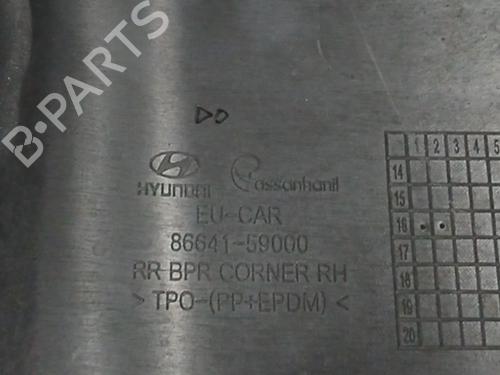 B-PARTS
DO
HYUNDAI assanhanil
EU-CAR
86641-59000
RR BPR CORNER RH
> TPO-(PP+EPDM) <
1 2 3 4 5
14
15
16
17
18
19
20